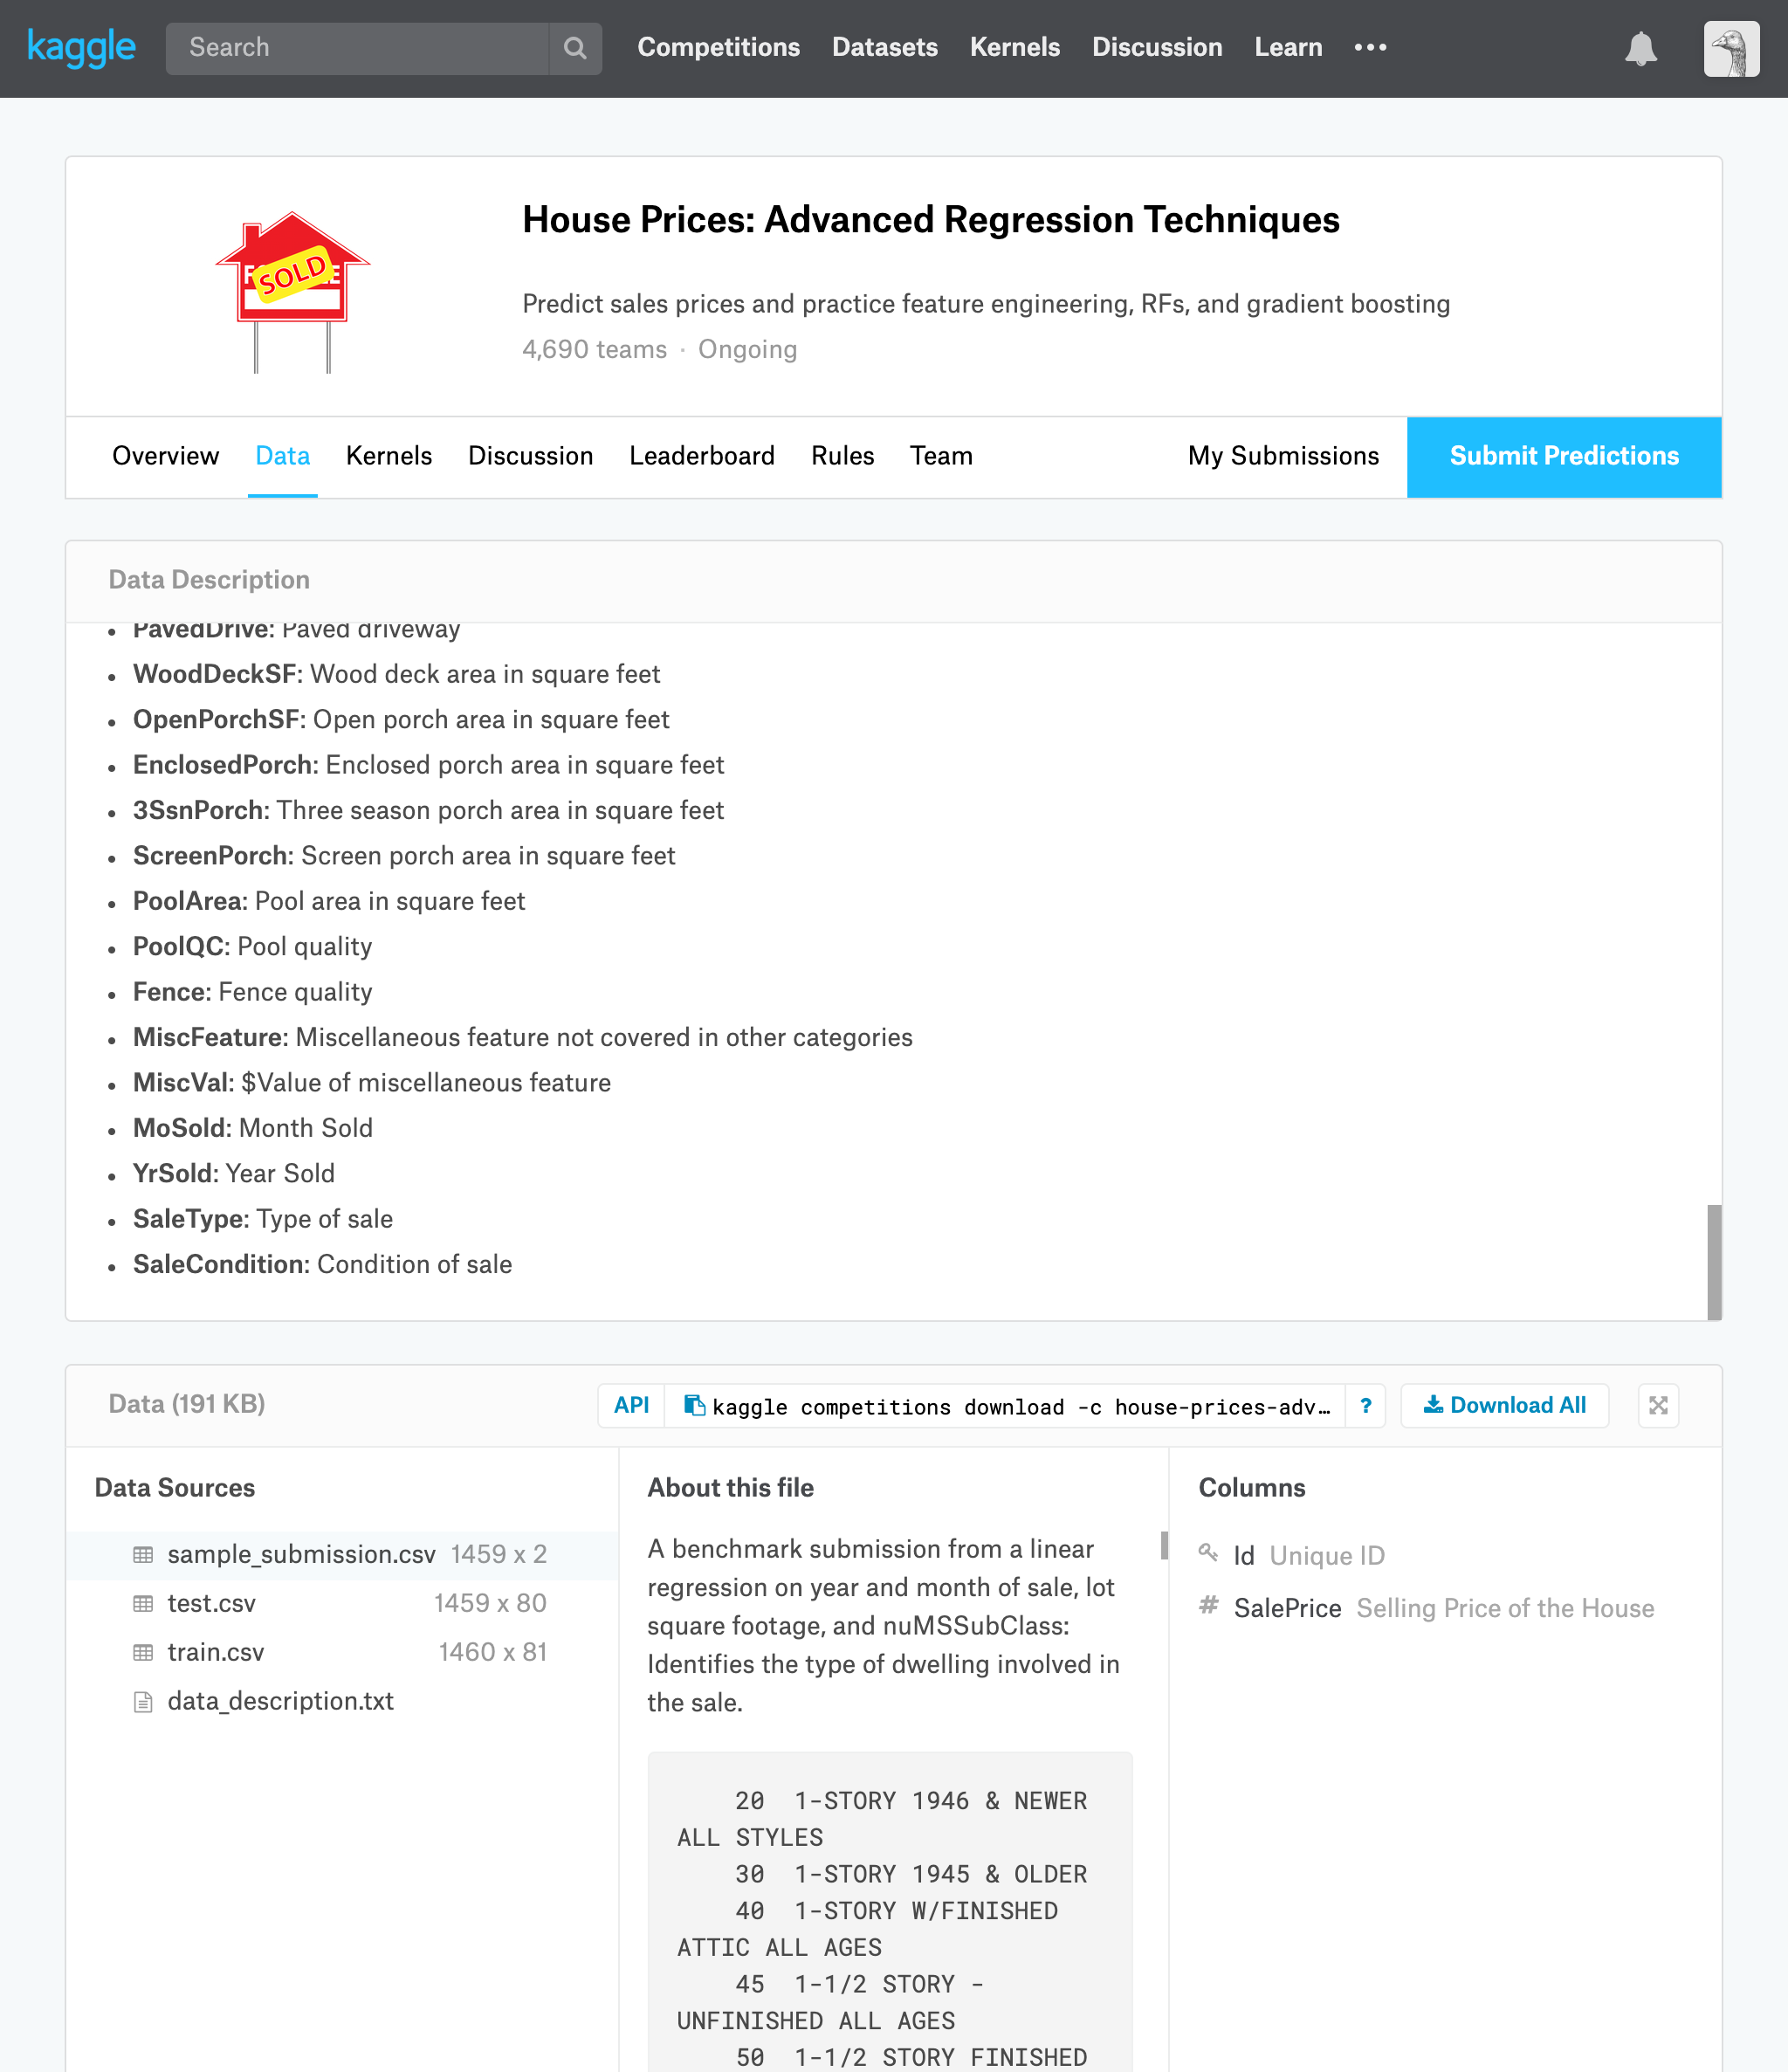 kaggle
Search
Competitions Datasets Kernels Discussion Learn •••
SOLD
House Prices: Advanced Regression Techniques
Predict sales prices and practice feature engineering, RFs, and gradient boosting
4,690 teams · Ongoing
Overview Data Kernels Discussion Leaderboard Rules Team My Submissions Submit Predictions
Data Description
• PavedDrive: Paved driveway
• WoodDeckSF: Wood deck area in square feet
• OpenPorchSF: Open porch area in square feet
• EnclosedPorch: Enclosed porch area in square feet
• 3SsnPorch: Three season porch area in square feet
• ScreenPorch: Screen porch area in square feet
• PoolArea: Pool area in square feet
• PoolQC: Pool quality
• Fence: Fence quality
• MiscFeature: Miscellaneous feature not covered in other categories
• MiscVal: $Value of miscellaneous feature
• MoSold: Month Sold
• YrSold: Year Sold
• SaleType: Type of sale
• SaleCondition: Condition of sale
Data (191 KB)
API kaggle competitions download -c house-prices-adv… ? Download All
Data Sources
sample_submission.csv 1459 x 2
test.csv 1459 x 80
train.csv 1460 x 81
data_description.txt
About this file
A benchmark submission from a linear
regression on year and month of sale, lot
square footage, and nuMSSubClass:
Identifies the type of dwelling involved in
the sale.
20 1-STORY 1946 & NEWER
ALL STYLES
30 1-STORY 1945 & OLDER
40 1-STORY W/FINISHED
ATTIC ALL AGES
45 1-1/2 STORY -
UNFINISHED ALL AGES
50 1-1/2 STORY FINISHED
Columns
Id Unique ID
# SalePrice Selling Price of the House